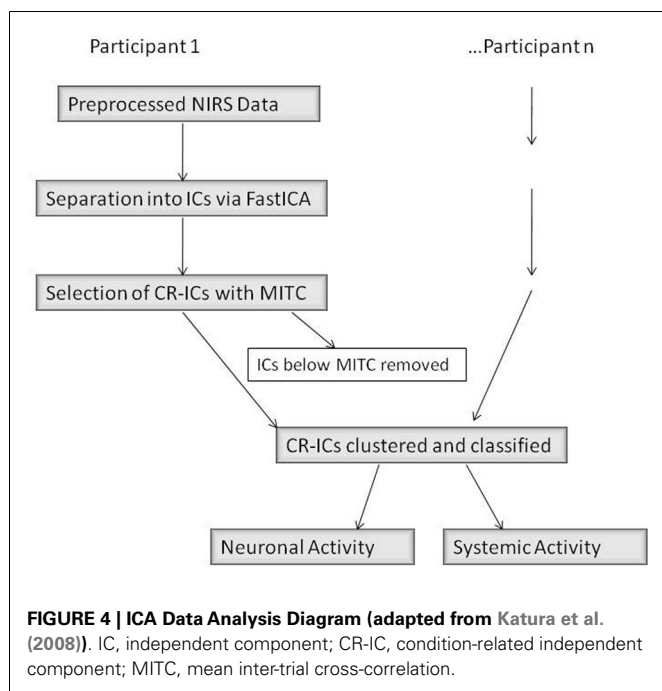 Participant 1
...Participant n
Preprocessed NIRS Data
Separation into ICs via FastICA
Selection of CR-ICs with MITC
ICs below MITC removed
CR-ICs clustered and classified
Neuronal Activity
Systemic Activity
FIGURE 4 | ICA Data Analysis Diagram (adapted from Katura et al.
(2008)). IC, independent component; CR-IC, condition-related independent
component; MITC, mean inter-trial cross-correlation.